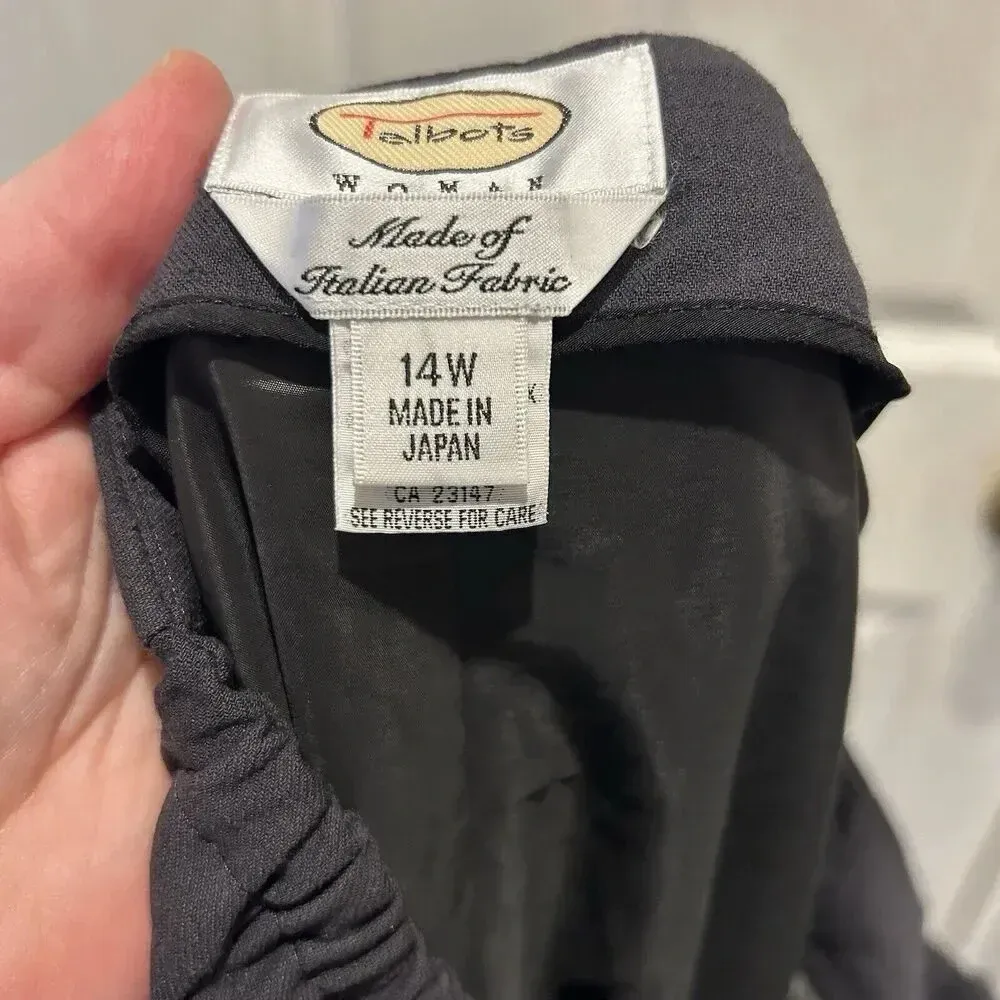 Talbots
WOMAN
Made of
Italian Fabric
14W
MADE IN
JAPAN
K
CA 23147
SEE REVERSE FOR CARE